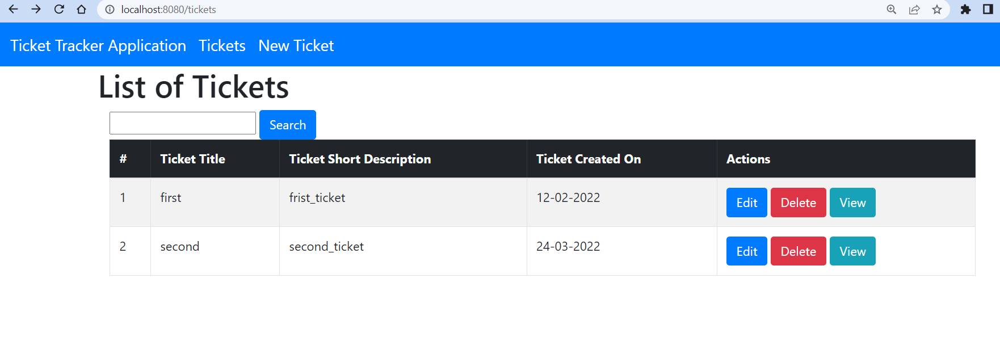 localhost:8080/tickets
Ticket Tracker Application Tickets New Ticket
List of Tickets
Search
# Ticket Title Ticket Short Description Ticket Created On Actions
1 first frist_ticket 12-02-2022 Edit Delete View
2 second second_ticket 24-03-2022 Edit Delete View